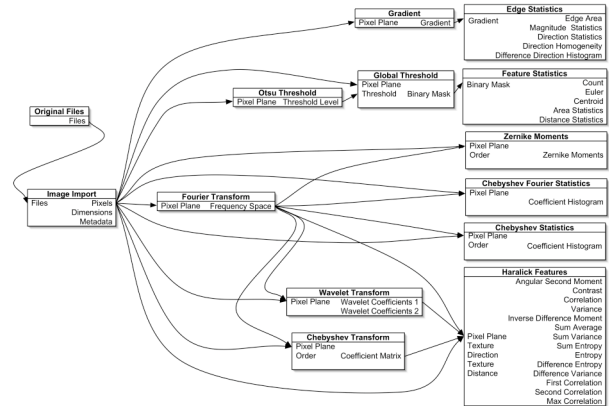 Gradient
Pixel Plane Gradient
Edge Statistics
Gradient Edge Area
Magnitude Statistics
Direction Statistics
Direction Homogeneity
Difference Direction Histogram
Global Threshold
Pixel Plane
Threshold Binary Mask
Feature Statistics
Binary Mask Count
Euler
Centroid
Area Statistics
Distance Statistics
Otsu Threshold
Pixel Plane Threshold Level
Original Files
Files
Zernike Moments
Pixel Plane
Order Zernike Moments
Image Import
Files Pixels
Dimensions
Metadata
Fourier Transform
Pixel Plane Frequency Space
Chebyshev Fourier Statistics
Pixel Plane
Coefficient Histogram
Chebyshev Statistics
Pixel Plane
Order Coefficient Histogram
Haralick Features
Angular Second Moment
Contrast
Correlation
Variance
Inverse Difference Moment
Sum Average
Pixel Plane Sum Variance
Texture Sum Entropy
Direction Entropy
Texture Difference Entropy
Distance Difference Variance
First Correlation
Second Correlation
Max Correlation
Wavelet Transform
Pixel Plane Wavelet Coefficients 1
Wavelet Coefficients 2
Chebyshev Transform
Pixel Plane
Order Coefficient Matrix